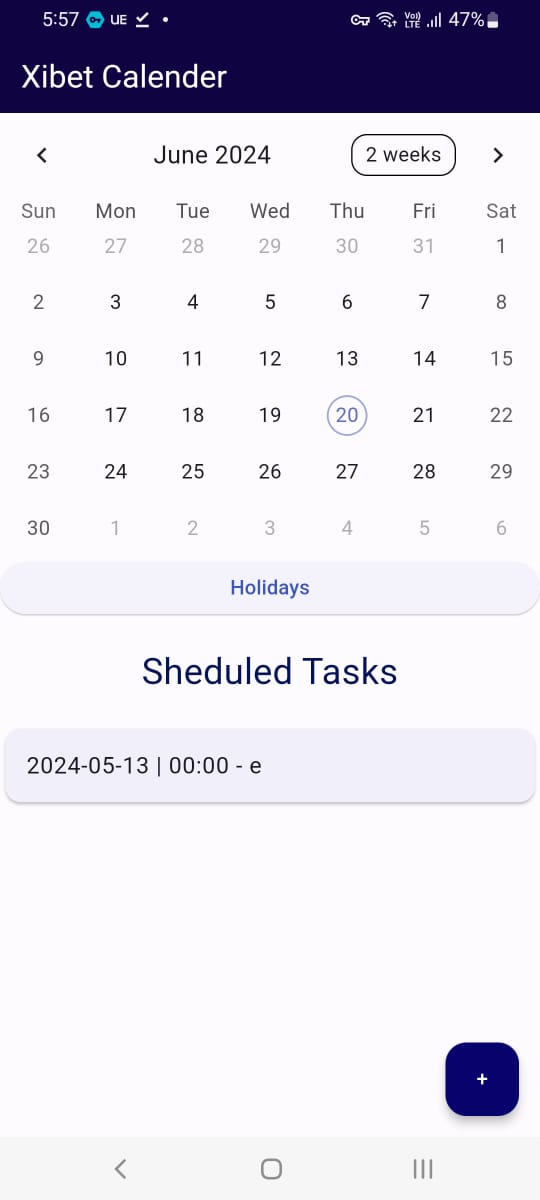 5:57 UE 47%
Xibet Calender
June 2024 2 weeks
Sun Mon Tue Wed Thu Fri Sat
26 27 28 29 30 31 1
2 3 4 5 6 7 8
9 10 11 12 13 14 15
16 17 18 19 20 21 22
23 24 25 26 27 28 29
30 1 2 3 4 5 6
Holidays
Sheduled Tasks
2024-05-13 | 00:00 - e
+